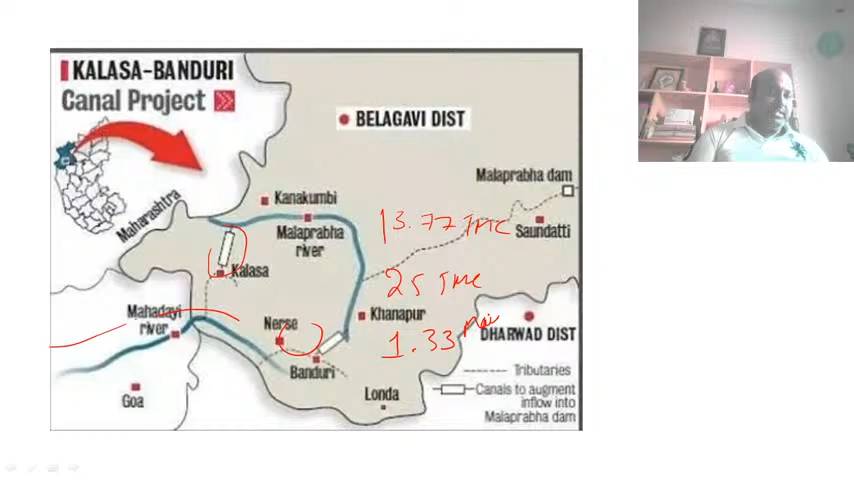 KALASA-BANDURI
Canal Project
BELAGAVI DIST
Malaprabha dam
Kanakumbi
Maharashtra
Malaprabha
river
13.77 TMC
Saundatti
Kalasa
25 TMC
Mahadayi
river
Nerse
Khanapur
1.33
DHARWAD DIST
Banduri
Tributaries
Goa
Londa
Canals to augment
inflow into
Malaprabha dam